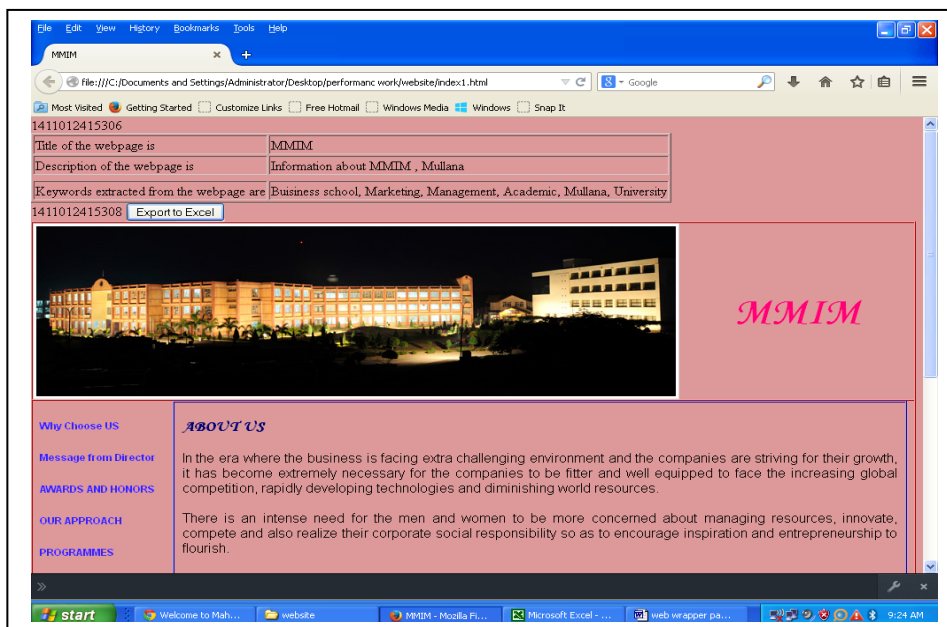 File Edit View History Bookmarks Tools Help
MMIM
file:///C:/Documents and Settings/Administrator/Desktop/performanc work/website/index1.html
Google
Most Visited Getting Started Customize Links Free Hotmail Windows Media Windows Snap It
1411012415306
Title of the webpage is MMIM
Description of the webpage is Information about MMIM , Mullana
Keywords extracted from the webpage are Buisiness school, Marketing, Management, Academic, Mullana, University
1411012415308 Export to Excel
MMIM
Why Choose US
Message from Director
AWARDS AND HONORS
OUR APPROACH
PROGRAMMES
ABOUT US
In the era where the business is facing extra challenging environment and the companies are striving for their growth,
it has become extremely necessary for the companies to be fitter and well equipped to face the increasing global
competition, rapidly developing technologies and diminishing world resources.
There is an intense need for the men and women to be more concerned about managing resources, innovate,
compete and also realize their corporate social responsibility so as to encourage inspiration and entrepreneurship to
flourish.
start Welcome to Mah... website MMIM - Mozilla Fi... Microsoft Excel - ... web wrapper pa... 9:24 AM